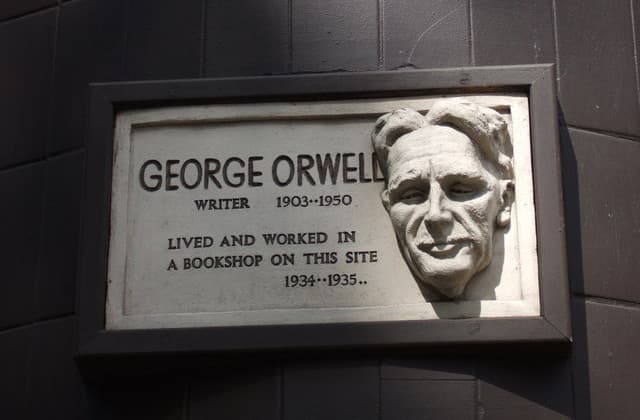 GEORGE ORWELL
WRITER 1903··1950
LIVED AND WORKED IN
A BOOKSHOP ON THIS SITE
1934··1935..